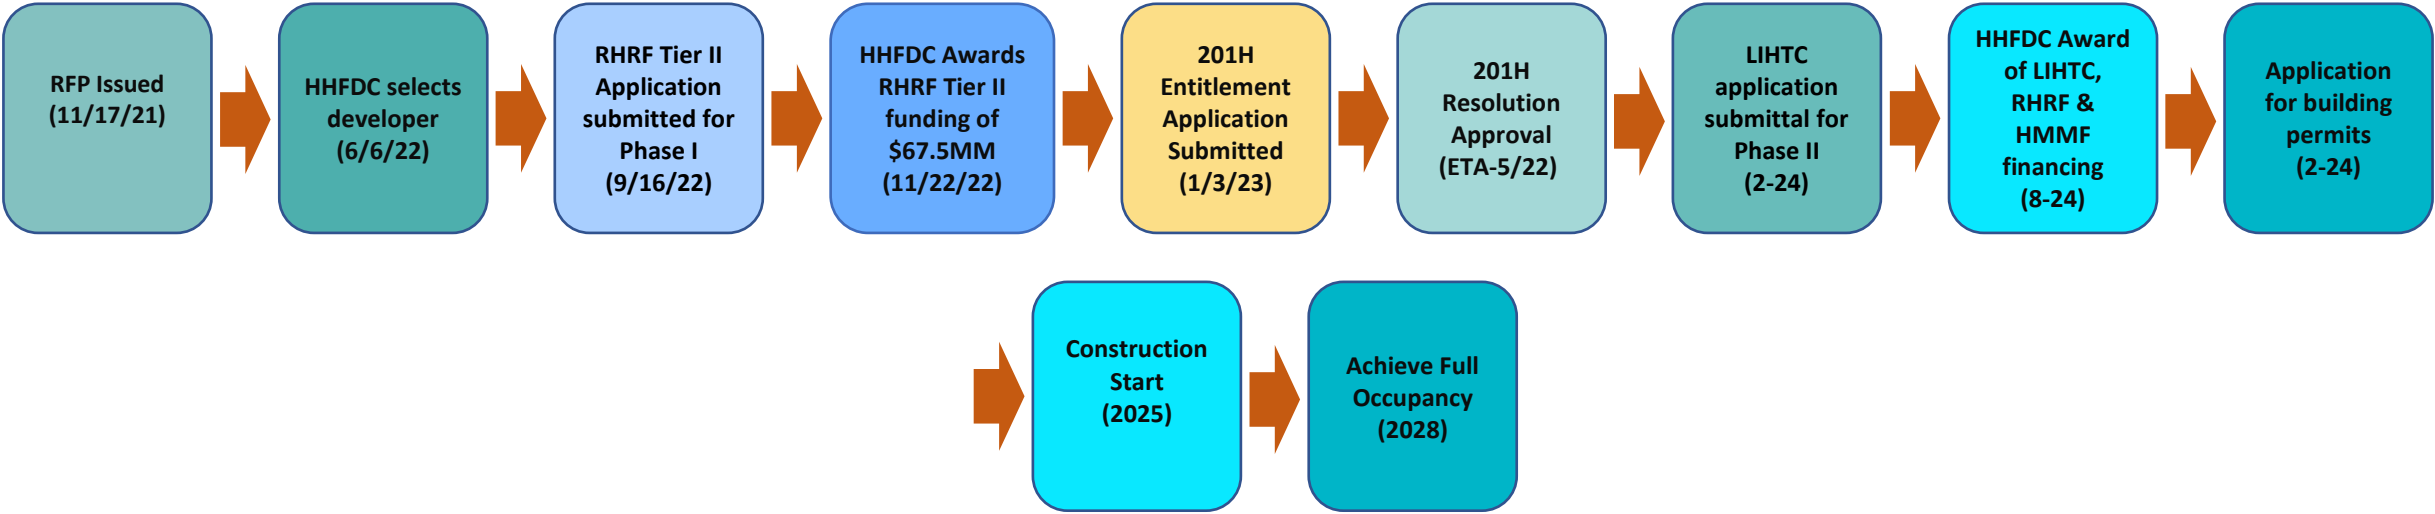 RFP Issued
(11/17/21)
HHFDC selects
developer
(6/6/22)
RHRF Tier II
Application
submitted for
Phase I
(9/16/22)
HHFDC Awards
RHRF Tier II
funding of
$67.5MM
(11/22/22)
201H
Entitlement
Application
Submitted
(1/3/23)
201H
Resolution
Approval
(ETA-5/22)
LIHTC
application
submittal for
Phase II
(2-24)
HHFDC Award
of LIHTC,
RHRF &
HMMF
financing
(8-24)
Application
for building
permits
(2-24)
Construction
Start
(2025)
Achieve Full
Occupancy
(2028)